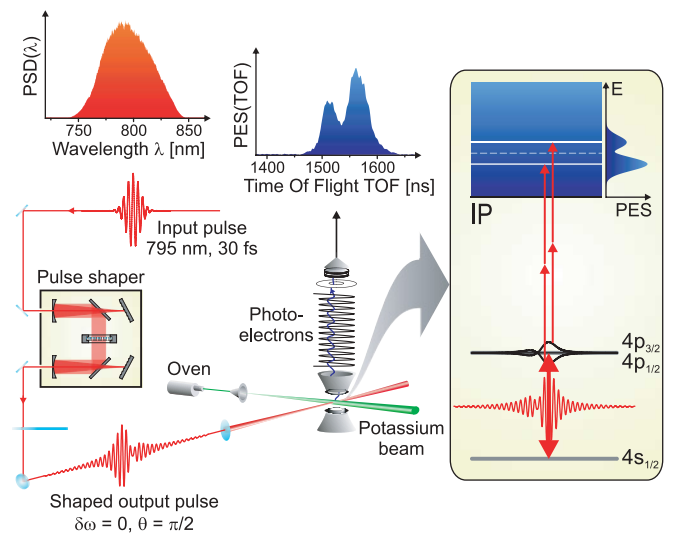 PSD(λ)
750 800 850
Wavelength λ [nm]
PES(TOF)
1400 1500 1600
Time Of Flight TOF [ns]
Input pulse
795 nm, 30 fs
Pulse shaper
Photo-
electrons
Oven
Potassium
beam
Shaped output pulse
δω = 0, θ = π/2
E
IP
PES
4p3/2
4p1/2
4s1/2